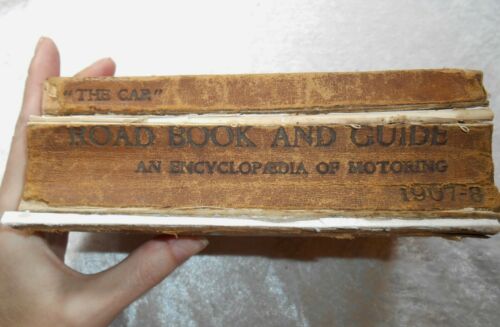 "THE CAR"
ROAD BOOK AND GUIDE
AN ENCYCLOPÆDIA OF MOTORING
1907-8